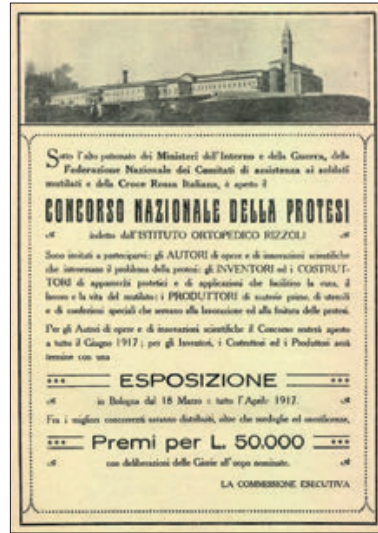 Sotto l'alto patronato dei Ministeri dell'Interno e della Guerra, della
Federazione Nazionale dei Comitati di assistenza ai soldati
mutilati e della Croce Rossa Italiana, è aperto il
CONCORSO NAZIONALE DELLA PROTESI
indetto dall'ISTITUTO ORTOPEDICO RIZZOLI
Sono invitati a parteciparvi: gli AUTORI di opere e di innovazioni scientifiche
che interessano il problema della protesi; gli INVENTORI ed i COSTRUT-
TORI di apparecchi protetici e di applicazioni che facilitino la cura, il
lavoro e la vita del mutilato; i PRODUTTORI di materie prime, di utensili
e di confezioni speciali che servano alla lavorazione ed alla finitura delle protesi.
Per gli Autori di opere e di innovazioni scientifiche il Concorso resterà aperto
a tutto il Giugno 1917; per gli Inventori, i Costruttori ed i Produttori avrà
termine con una
ESPOSIZIONE
in Bologna dal 18 Marzo a tutto l'Aprile 1917.
Fra i migliori concorrenti saranno distribuiti, oltre che medaglie ed onorificenze,
Premi per L. 50.000
con deliberazioni delle Giurie all'uopo nominate.
LA COMMISSIONE ESECUTIVA